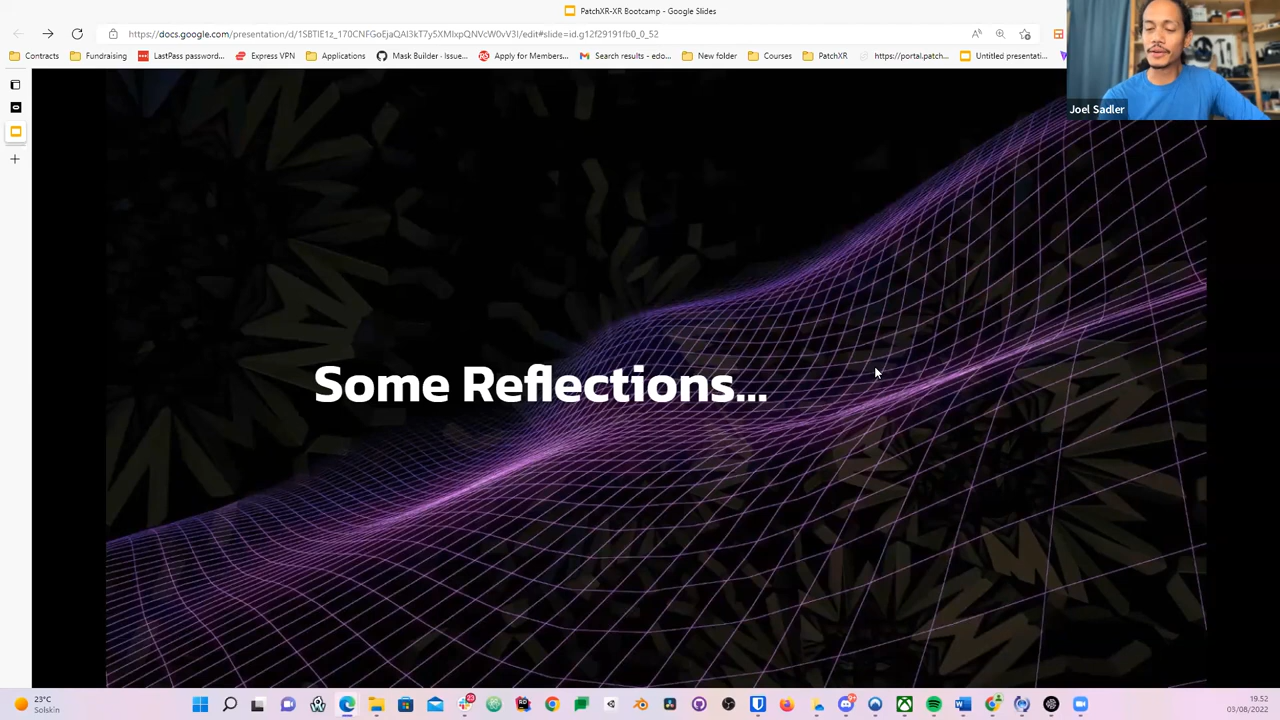 PatchXR-XR Bootcamp - Google Slides
https://docs.google.com/presentation/d/1SBTlE1z_170CNFGoEjaQAl3kT7y5XMlxpQNVcW0vV3I/edit#slide=id.g12f29191fb0_0_52
Contracts
Fundraising
LastPass password...
Express VPN
Applications
Mask Builder - Issue...
Apply for Members...
Search results - edo...
New folder
Courses
PatchXR
https://portal.patch...
Untitled presentati...
Joel Sadler
Some Reflections...
23°C
Solskin
19.52
03/08/2022